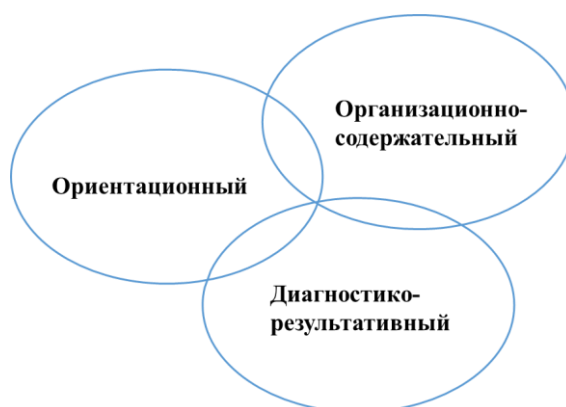 Организационно-
содержательный
Ориентационный
Диагностико-
результативный